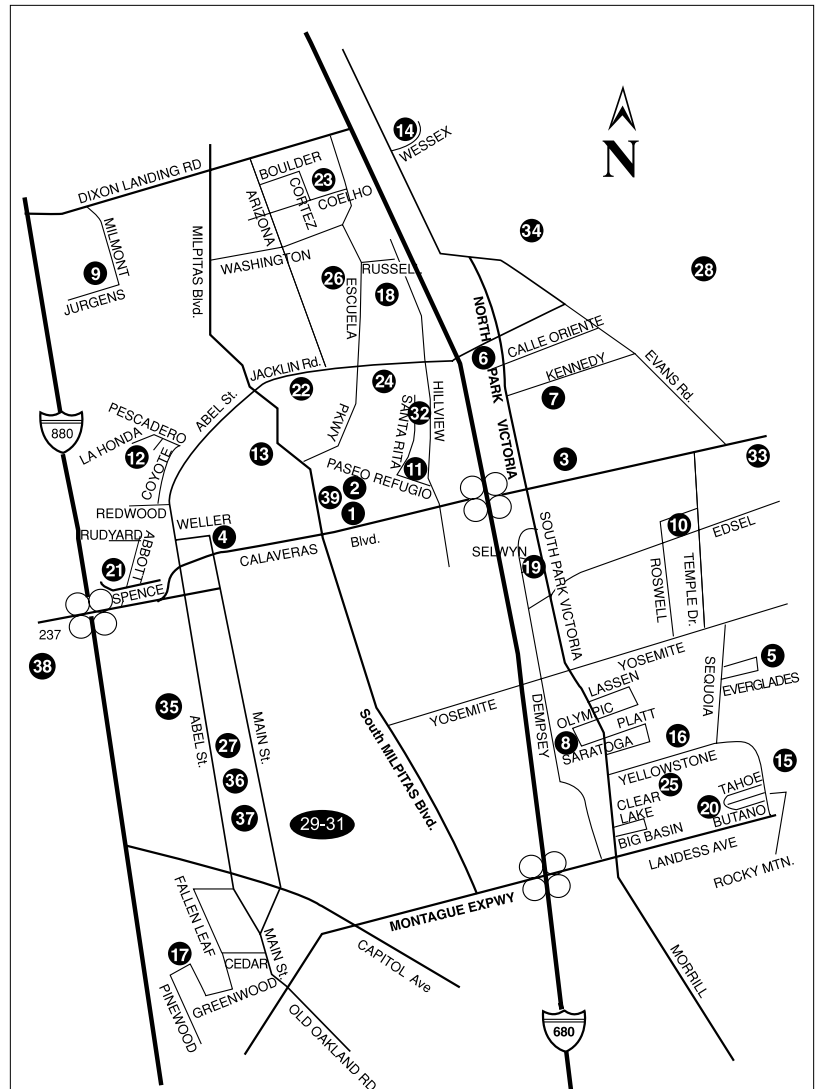 14
WESSEX
N
DIXON LANDING RD
BOULDER
23
CORTEZ
COELHO
ARIZONA
MILMONT
MILPITAS Blvd.
34
9
WASHINGTON
26
RUSSELL
28
JURGENS
ESCUELA
18
NORTH PARK VICTORIA
CALLE ORIENTE
6
JACKLIN Rd.
EVANS Rd.
KENNEDY
22
24
7
ABEL St.
HILLVIEW
880
PESCADERO
LA HONDA
12
COYOTE
PKWY
SANTA RITA
32
13
11
3
33
PASEO REFUGIO
2
39
1
REDWOOD
WELLER
4
RUDYARD
ABBOTT
CALAVERAS Blvd.
SOUTH PARK VICTORIA
10
EDSEL
SELWYN
19
21
SPENCE
ROSWELL
TEMPLE Dr.
237
38
YOSEMITE
SEQUOIA
5
EVERGLADES
LASSEN
35
ABEL St.
MAIN St.
YOSEMITE
DEMPSEY
OLYMPIC
PLATT
27
8
SARATOGA
16
South MILPITAS Blvd.
36
YELLOWSTONE
15
25
TAHOE
37
29-31
CLEAR
LAKE
20
BUTANO
BIG BASIN
LANDESS AVE
ROCKY MTN.
FALLEN LEAF
MONTAGUE EXPWY
17
MAIN St.
CEDAR
CAPITOL Ave
MORRILL
PINEWOOD
GREENWOOD
OLD OAKLAND RD
680